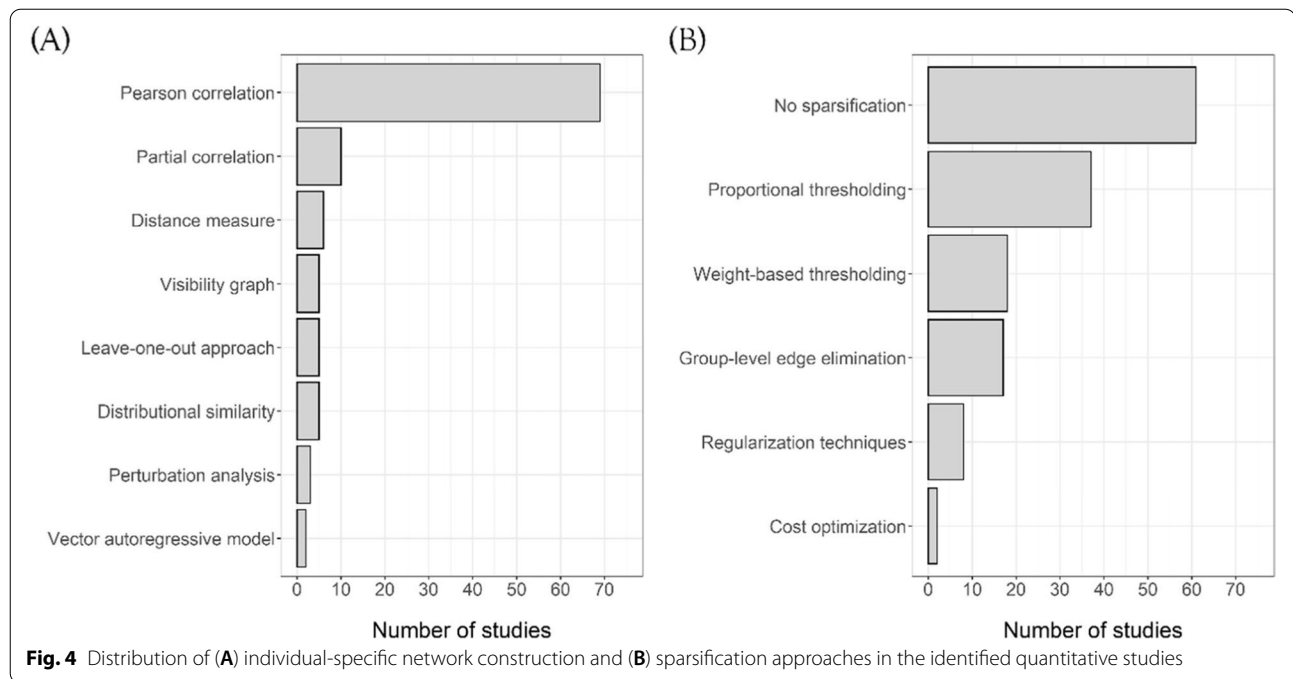 (A)
Pearson correlation
Partial correlation
Distance measure
Visibility graph
Leave-one-out approach
Distributional similarity
Perturbation analysis
Vector autoregressive model
0 10 20 30 40 50 60 70
Number of studies
(B)
No sparsification
Proportional thresholding
Weight-based thresholding
Group-level edge elimination
Regularization techniques
Cost optimization
0 10 20 30 40 50 60 70
Number of studies
Fig. 4 Distribution of (A) individual-specific network construction and (B) sparsification approaches in the identified quantitative studies